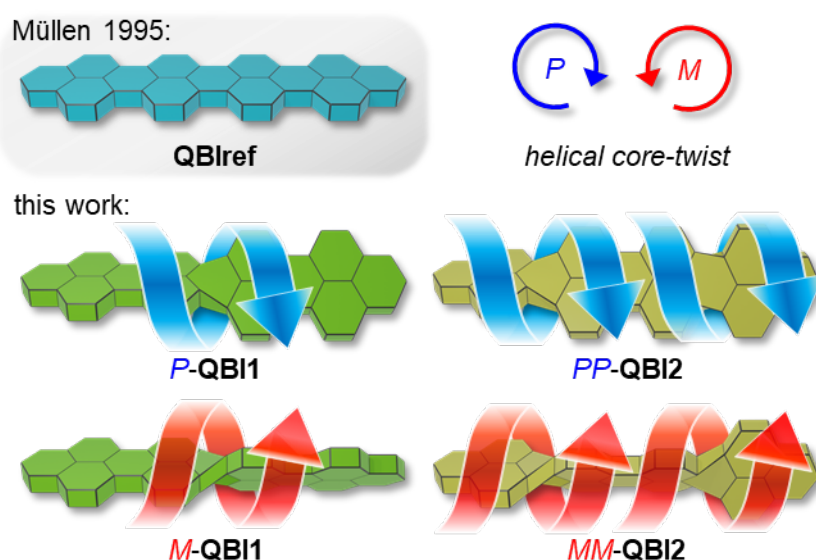 Müllen 1995:
P M
QBIref
helical core-twist
this work:
P-QBI1 PP-QBI2
M-QBI1 MM-QBI2